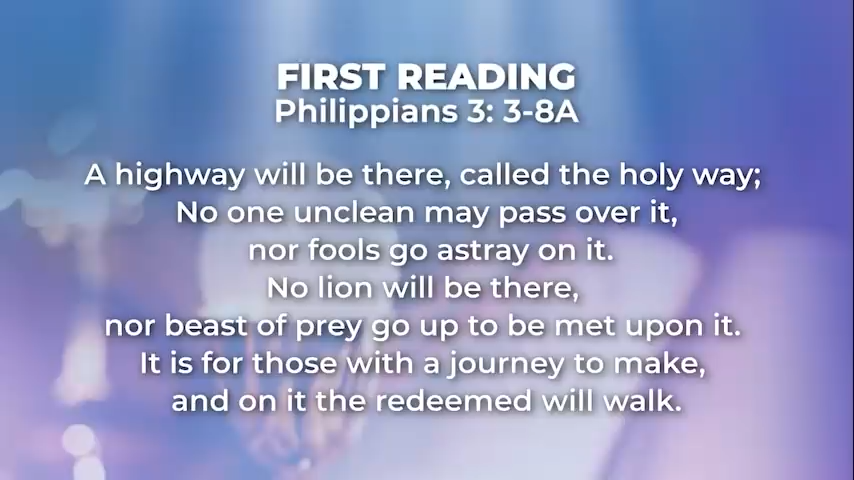 FIRST READING
Philippians 3: 3-8A
A highway will be there, called the holy way;
No one unclean may pass over it,
nor fools go astray on it.
No lion will be there,
nor beast of prey go up to be met upon it.
It is for those with a journey to make,
and on it the redeemed will walk.